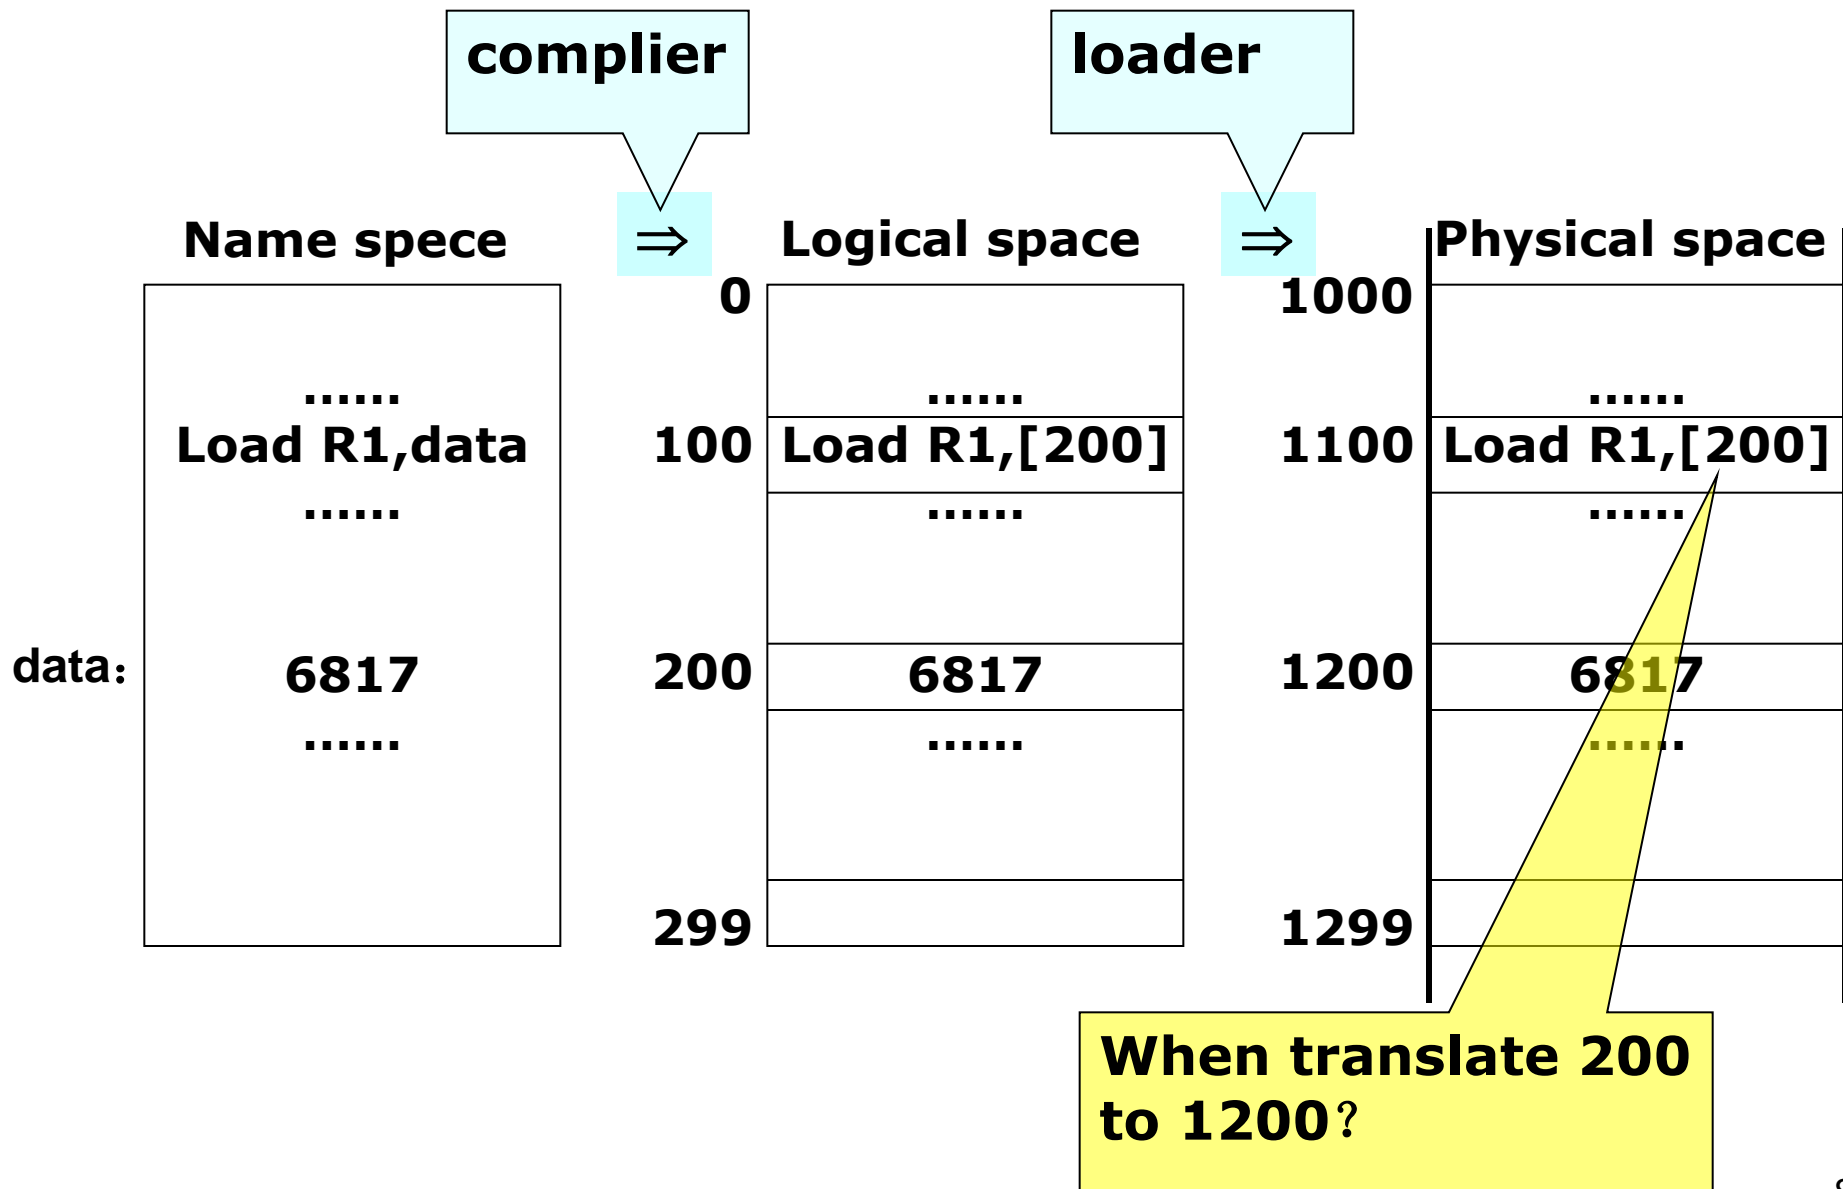 complier
loader
Name spece
⇒
Logical space
⇒
Physical space
0
1000
......
......
......
Load R1,data
100
Load R1,[200]
1100
Load R1,[200]
......
......
......
data：
6817
200
6817
1200
6817
......
......
......
299
1299
When translate 200
to 1200？